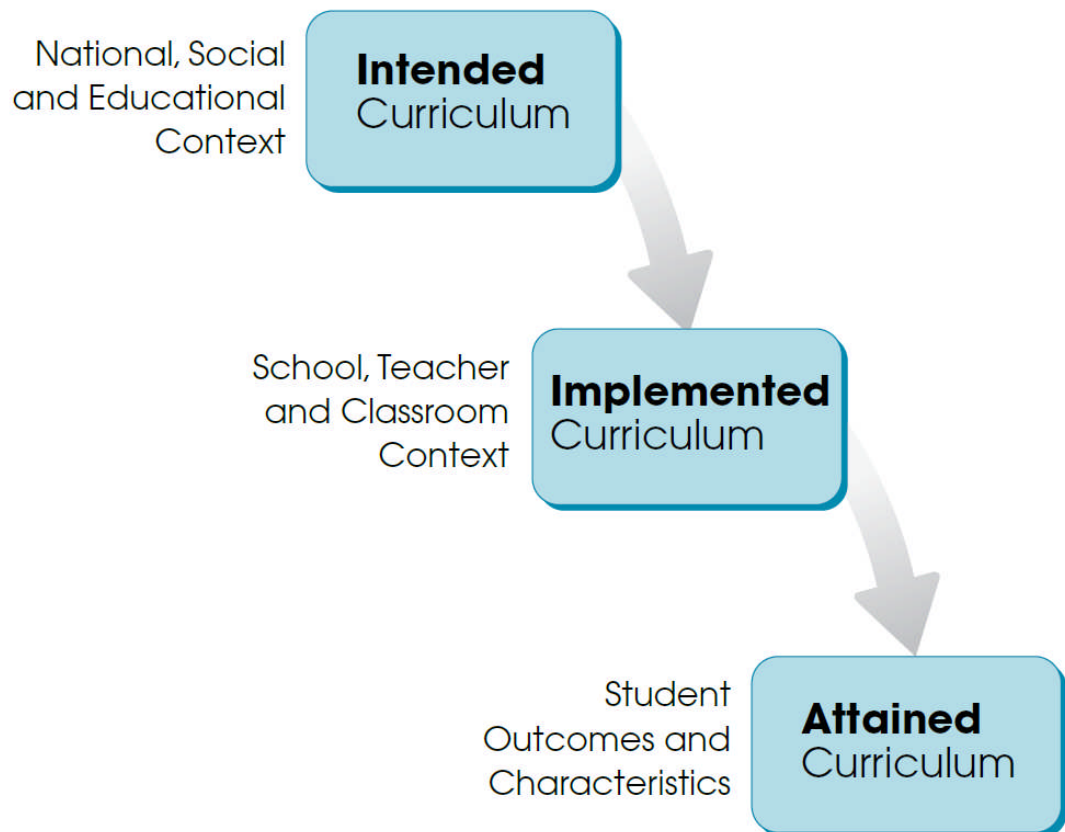 National, Social
and Educational
Context
Intended
Curriculum
School, Teacher
and Classroom
Context
Implemented
Curriculum
Student
Outcomes and
Characteristics
Attained
Curriculum